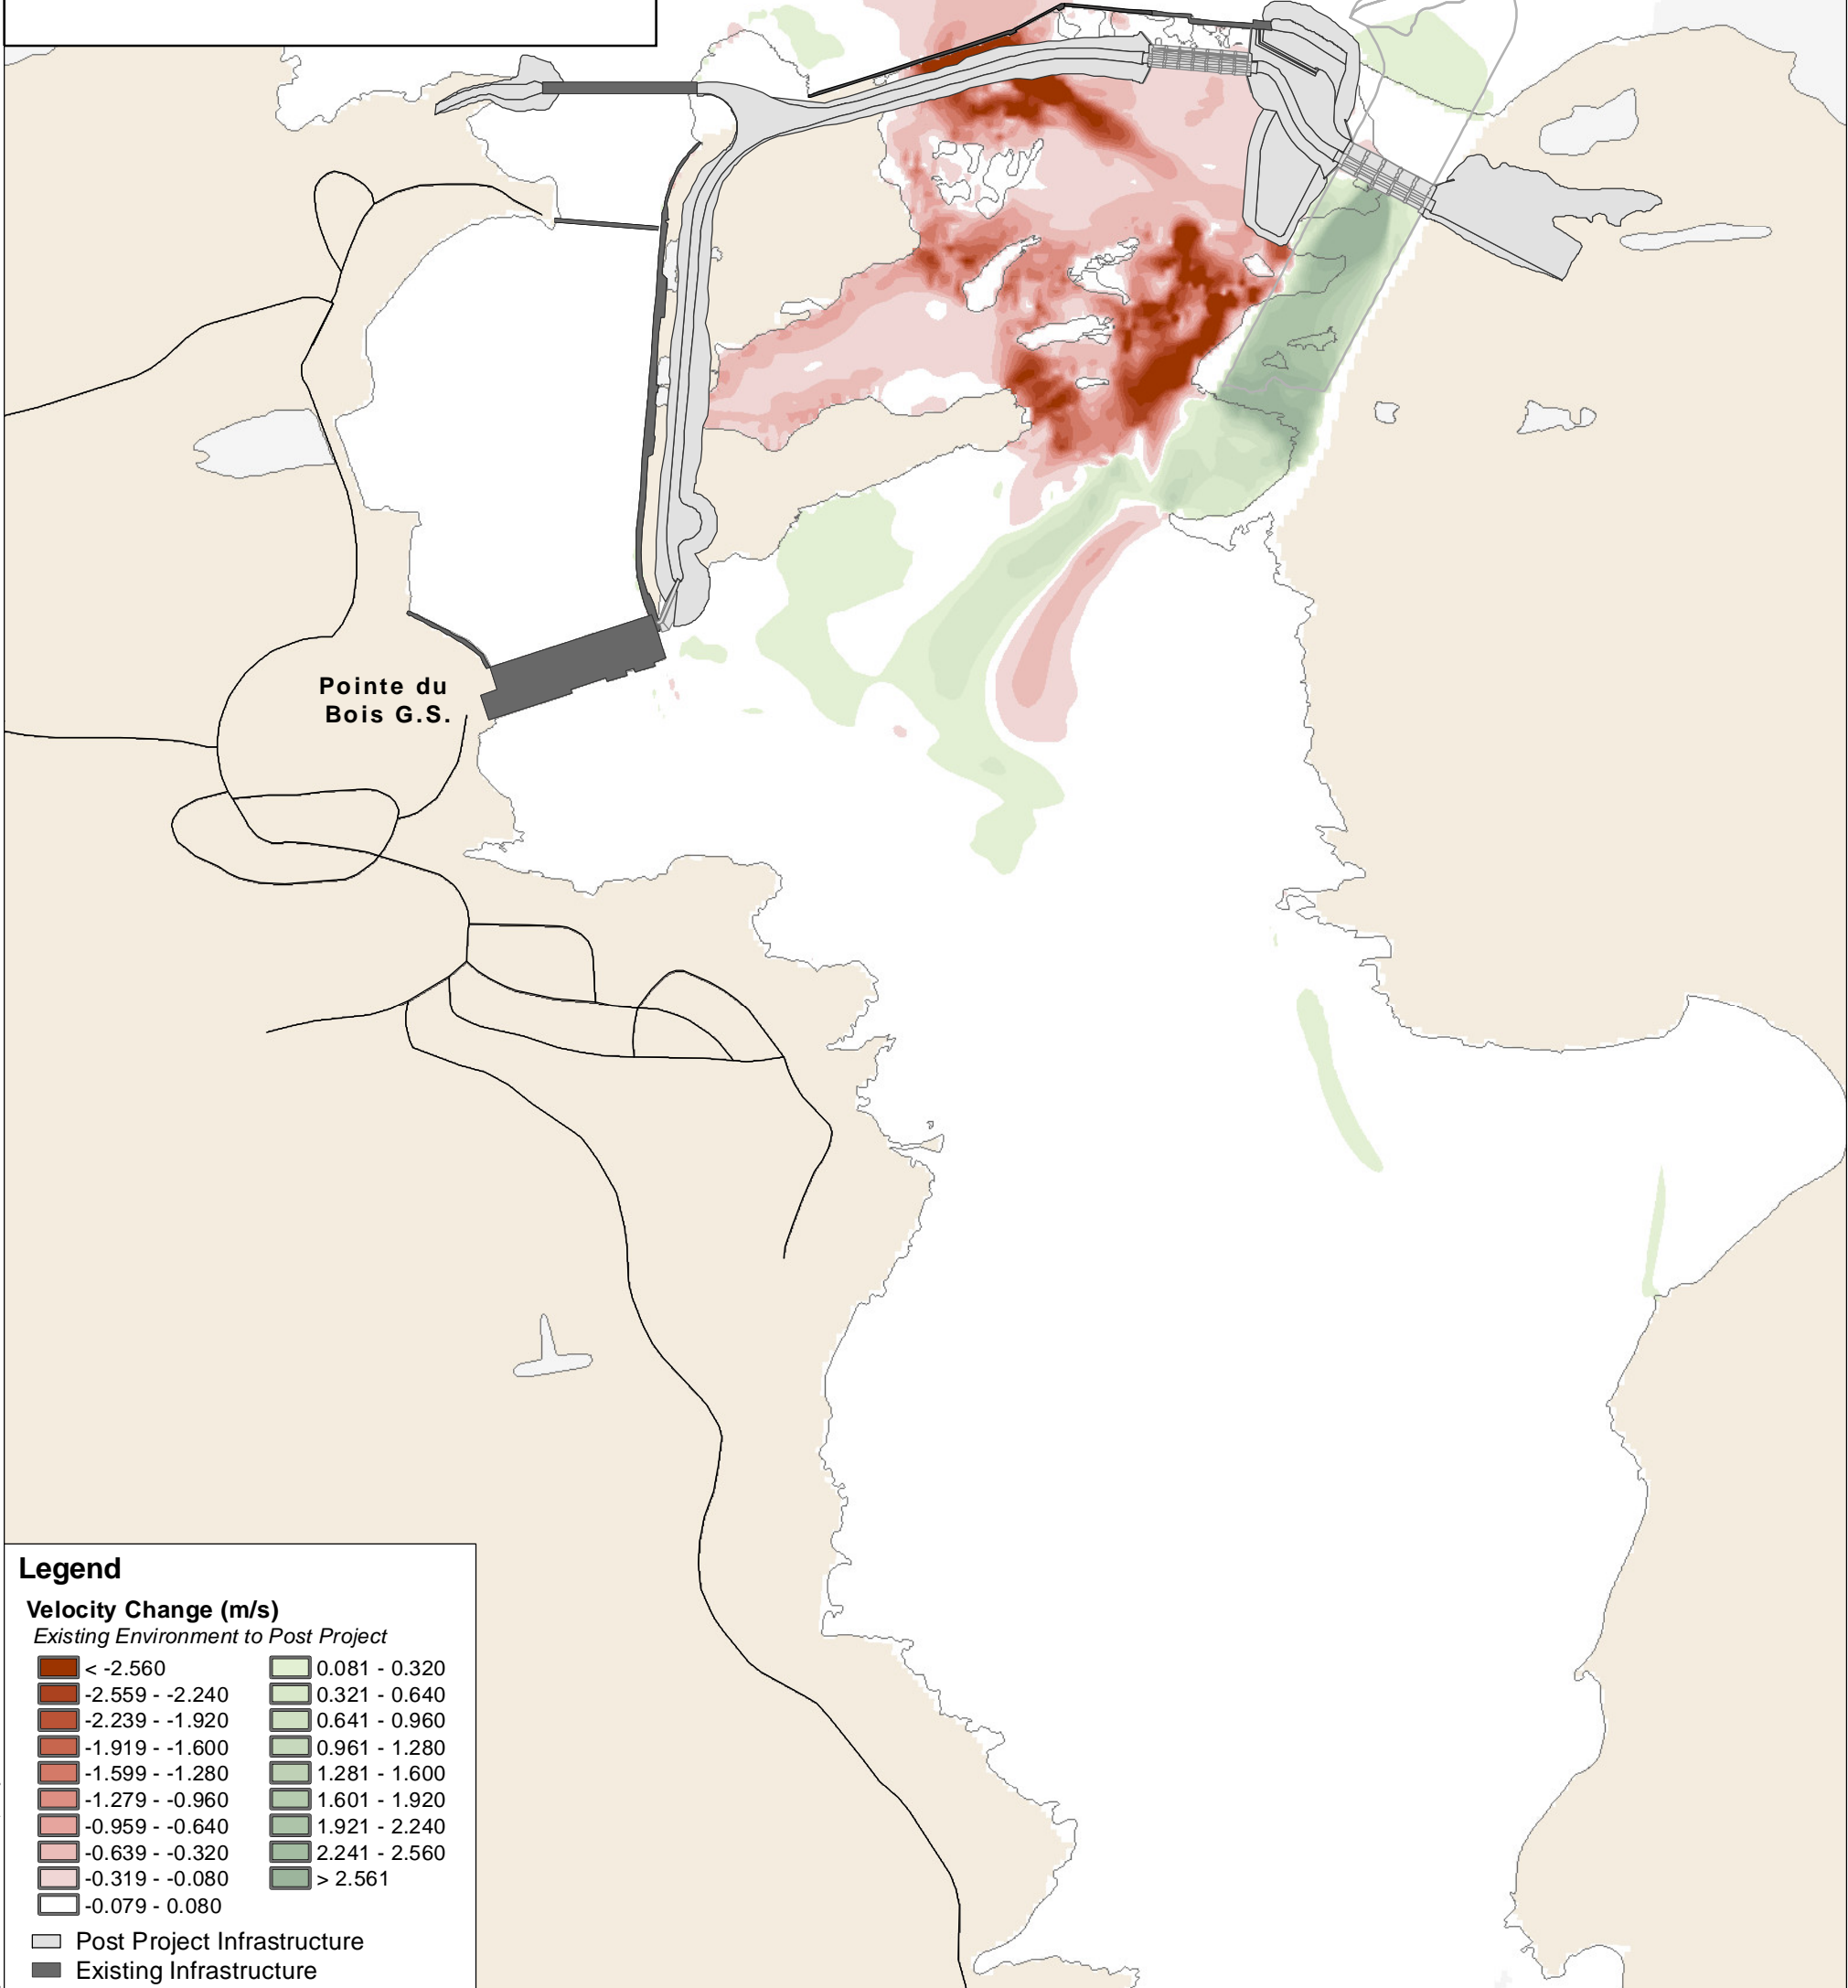 Pointe du
Bois G.S.
Legend
Velocity Change (m/s)
Existing Environment to Post Project
< -2.560
-2.559 - -2.240
-2.239 - -1.920
-1.919 - -1.600
-1.599 - -1.280
-1.279 - -0.960
-0.959 - -0.640
-0.639 - -0.320
-0.319 - -0.080
-0.079 - 0.080
0.081 - 0.320
0.321 - 0.640
0.641 - 0.960
0.961 - 1.280
1.281 - 1.600
1.601 - 1.920
1.921 - 2.240
2.241 - 2.560
> 2.561
Post Project Infrastructure
Existing Infrastructure